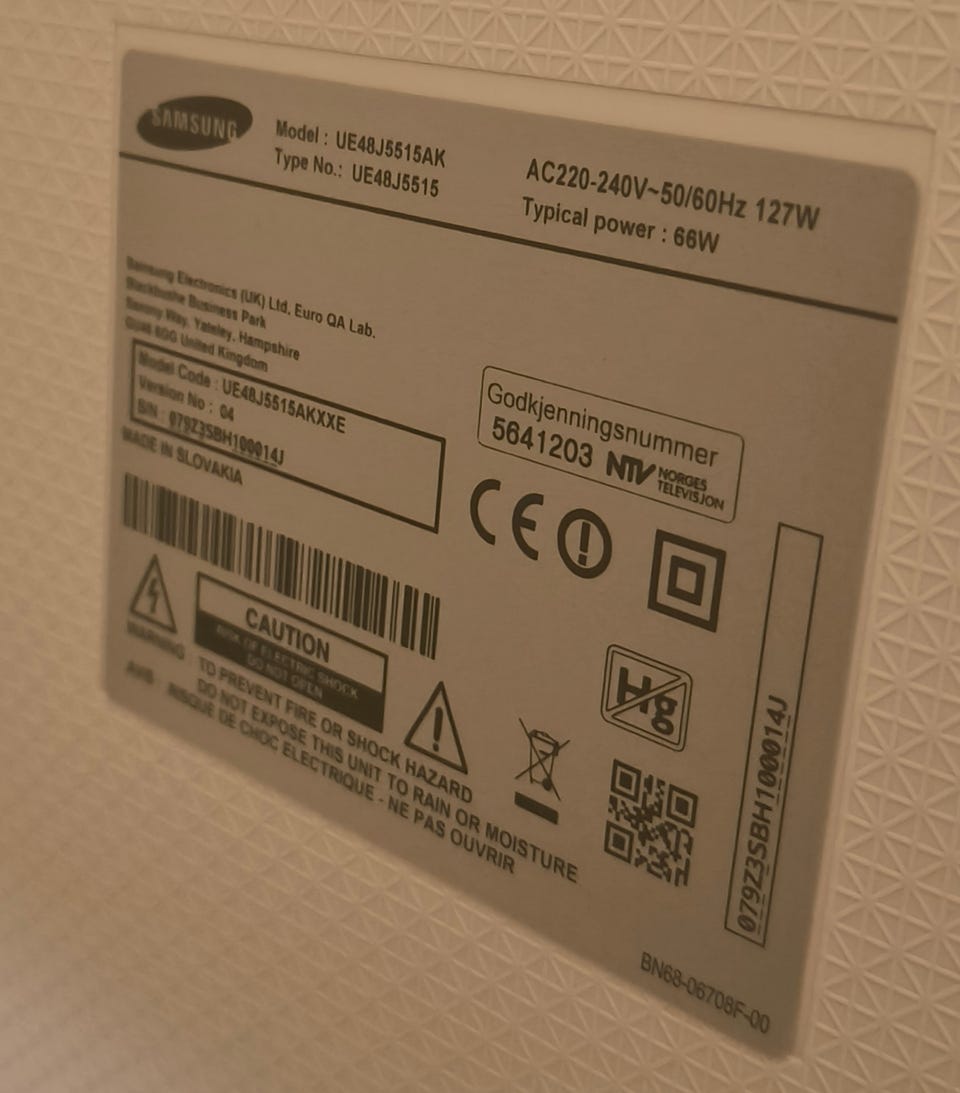 SAMSUNG
Model : UE48J5515AK
Type No.: UE48J5515
AC220-240V~50/60Hz 127W
Typical power : 66W
Samsung Electronics (UK) Ltd, Euro QA Lab.
Blackbushe Business Park
Saxony Way, Yateley, Hampshire
GU46 6GG United Kingdom
Model Code : UE48J5515AKXXE
Version No : 04
S/N : 079Z3SBH100014J
MADE IN SLOVAKIA
Godkjenningsnummer
5641203 NTV NORGES
TELEVISJON
CE
Hg
CAUTION
RISK OF ELECTRIC SHOCK
DO NOT OPEN
WARNING : TO PREVENT FIRE OR SHOCK HAZARD
DO NOT EXPOSE THIS UNIT TO RAIN OR MOISTURE
AVIS : RISQUE DE CHOC ELECTRIQUE - NE PAS OUVRIR
079Z3SBH100014J
BN68-06708F-00